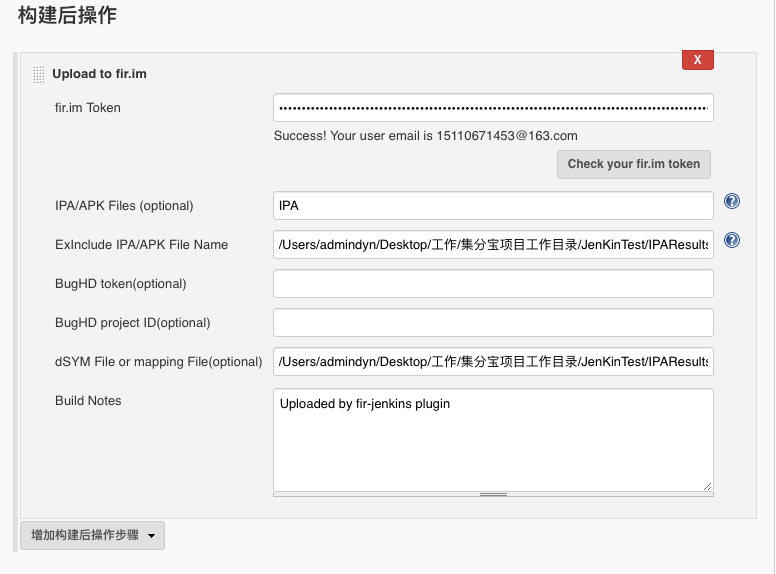 构建后操作
X
Upload to fir.im
fir.im Token
Success! Your user email is 15110671453@163.com
Check your fir.im token
IPA/APK Files (optional)
IPA
ExInclude IPA/APK File Name
/Users/admindyn/Desktop/工作/集分宝项目工作目录/JenKinTest/IPAResults
BugHD token(optional)
BugHD project ID(optional)
dSYM File or mapping File(optional)
/Users/admindyn/Desktop/工作/集分宝项目工作目录/JenKinTest/IPAResults
Build Notes
Uploaded by fir-jenkins plugin
增加构建后操作步骤